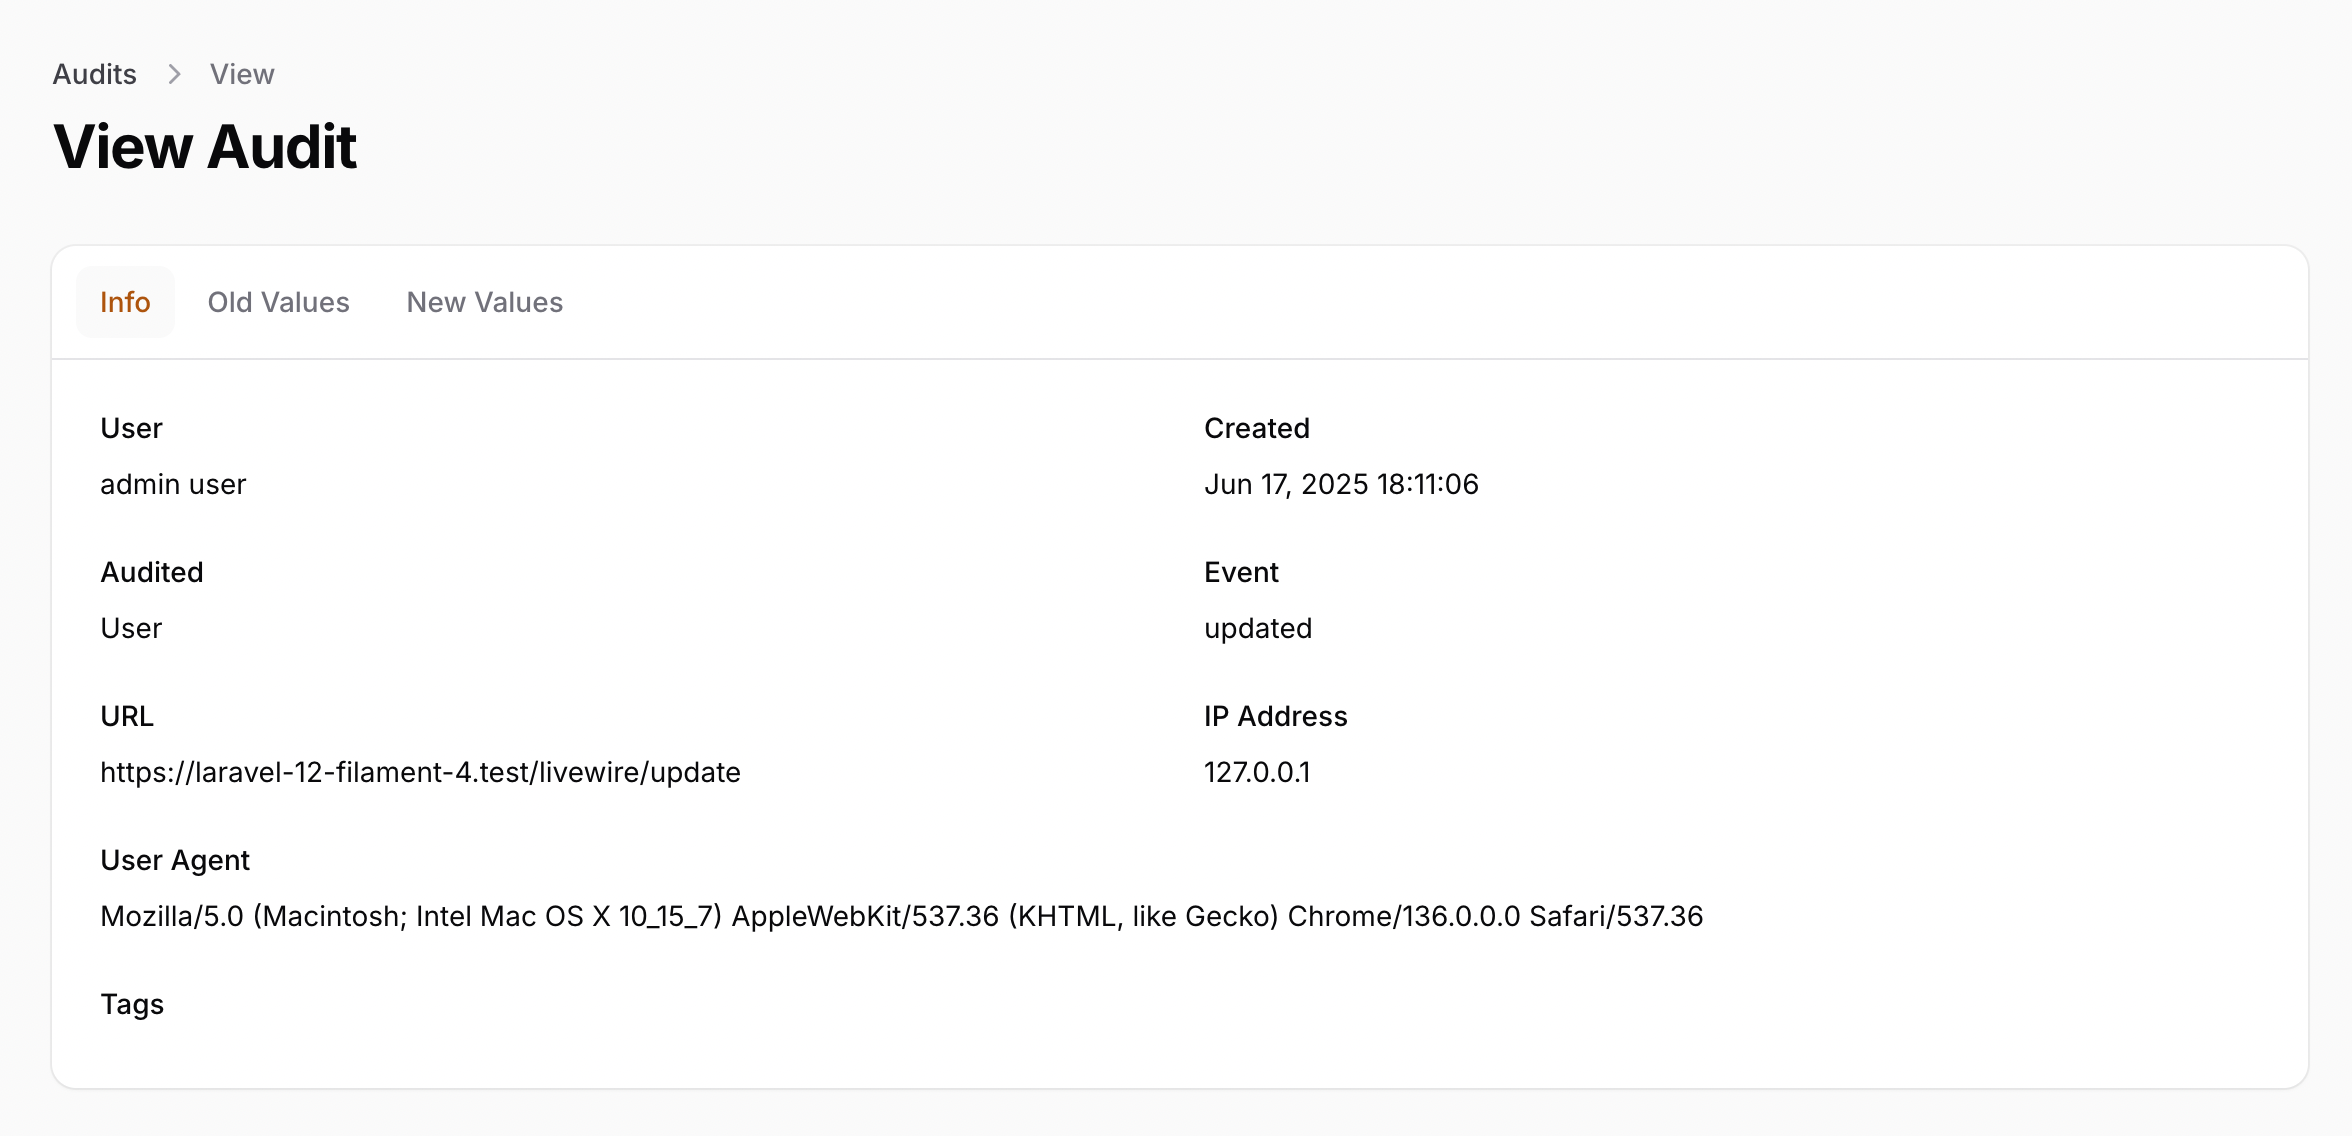 Audits > View
View Audit
Info Old Values New Values
User Created
admin user Jun 17, 2025 18:11:06
Audited Event
User updated
URL IP Address
https://laravel-12-filament-4.test/livewire/update 127.0.0.1
User Agent
Mozilla/5.0 (Macintosh; Intel Mac OS X 10_15_7) AppleWebKit/537.36 (KHTML, like Gecko) Chrome/136.0.0.0 Safari/537.36
Tags